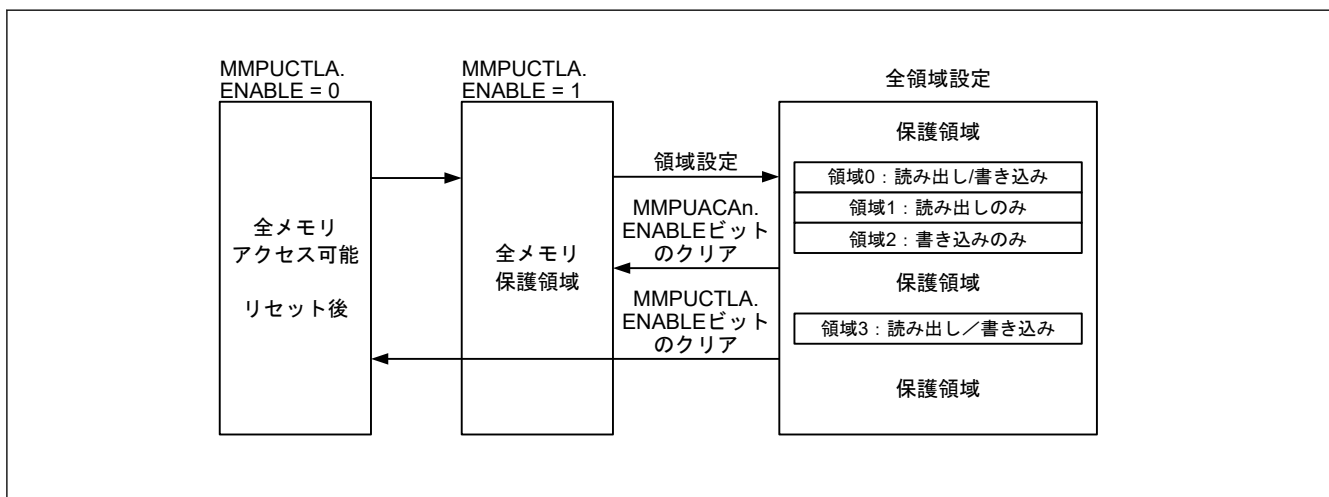 MMPUCTLA.
ENABLE = 0
全メモリ
アクセス可能
リセット後
MMPUCTLA.
ENABLE = 1
全メモリ
保護領域
領域設定
MMPUACAn.
ENABLEビット
のクリア
MMPUCTLA.
ENABLEビット
のクリア
全領域設定
保護領域
領域0：読み出し/書き込み
領域1：読み出しのみ
領域2：書き込みのみ
保護領域
領域3：読み出し／書き込み
保護領域